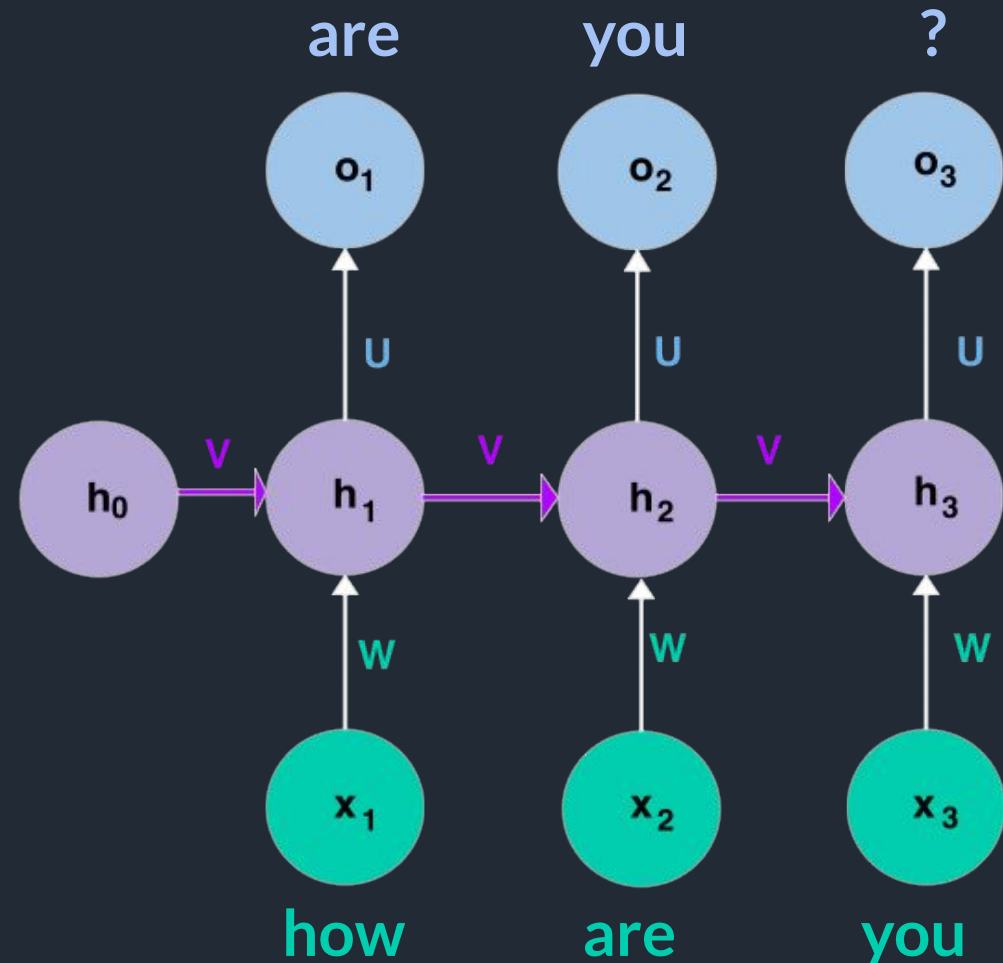 are you ?
o1 o2 o3
U U U
V V V
h0 h1 h2 h3
W W W
x1 x2 x3
how are you